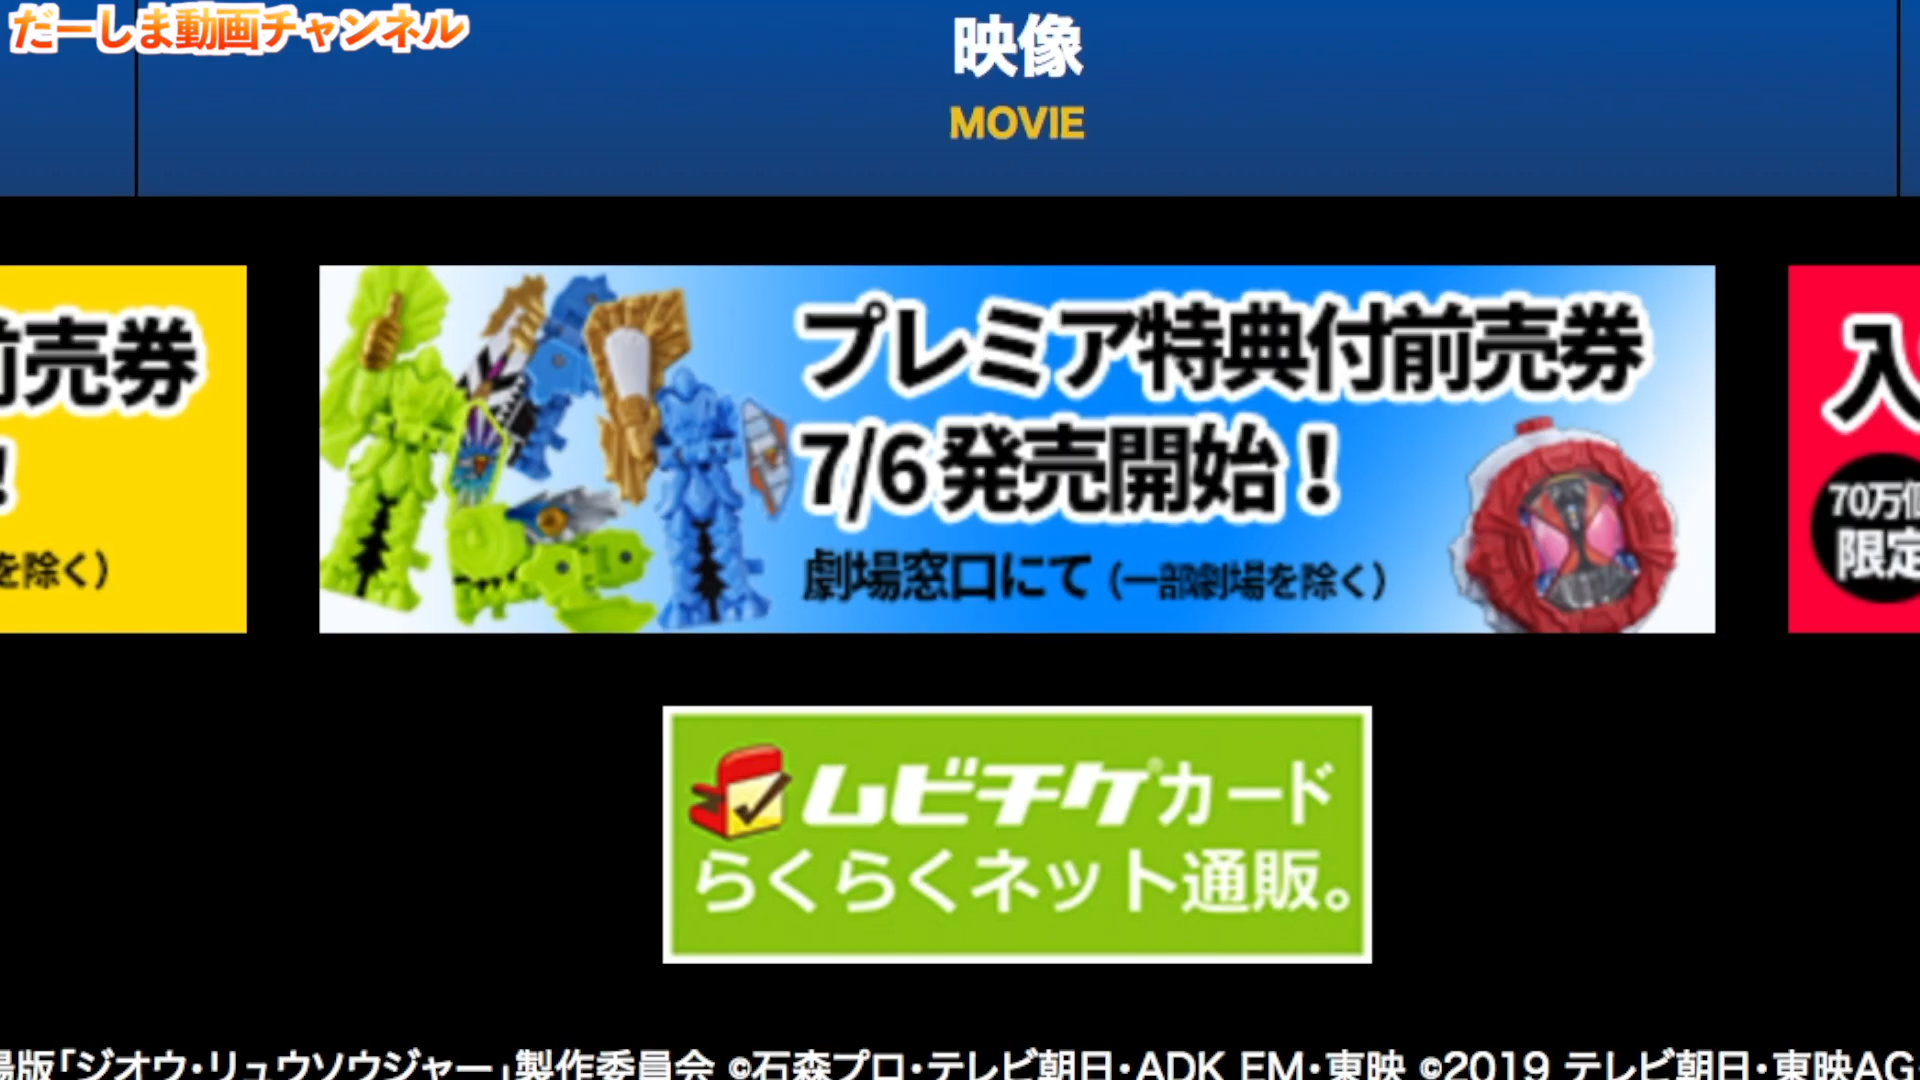 だーしま動画チャンネル
映像
MOVIE
前売券
!
を除く)
プレミア特典付前売券
7/6発売開始!
劇場窓口にて(一部劇場を除く)
入
70万個
限定
ムビチケカード
らくらくネット通販。
場版「ジオウ・リュウソウジャー」製作委員会 ©石森プロ・テレビ朝日・ADK EM・東映 ©2019 テレビ朝日・東映AG